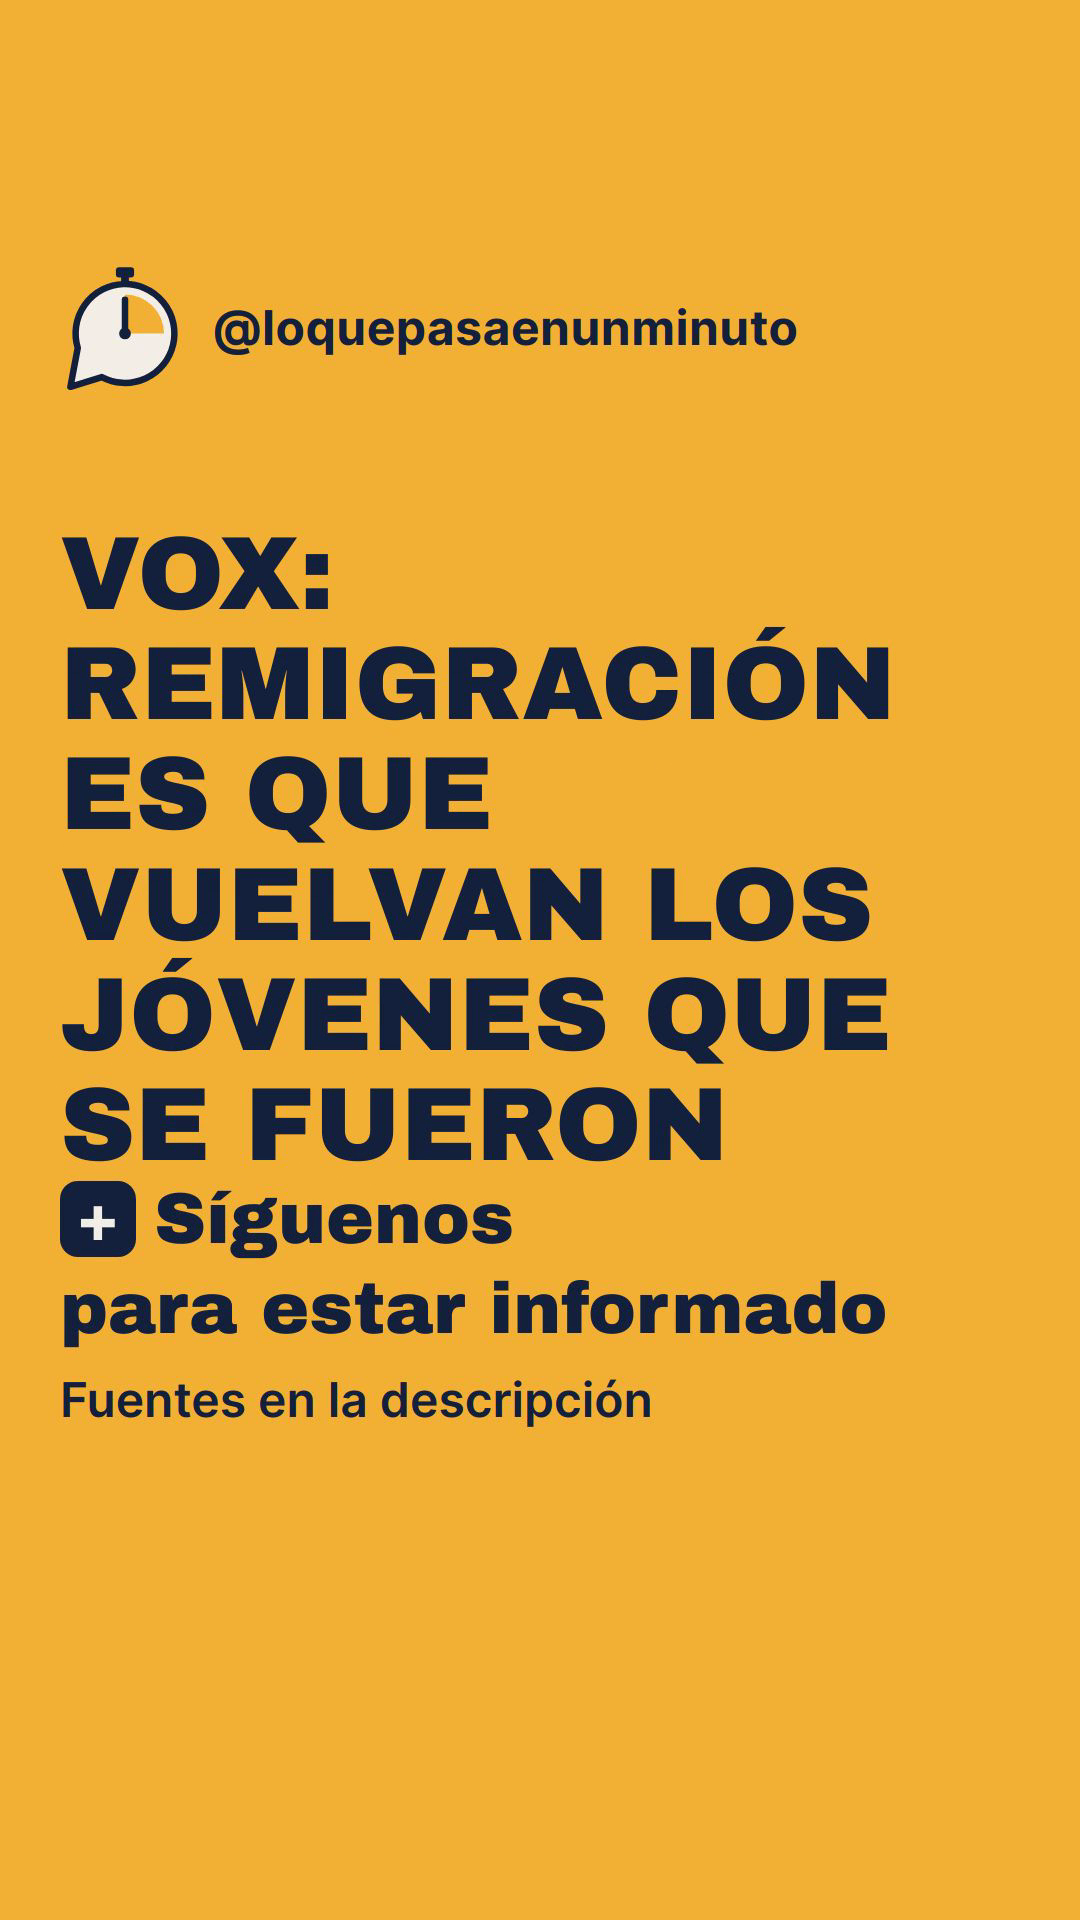 @loquepasaenunminuto
VOX:
REMIGRACIÓN
ES QUE
VUELVAN LOS
JÓVENES QUE
SE FUERON
+ Síguenos
para estar informado
Fuentes en la descripción